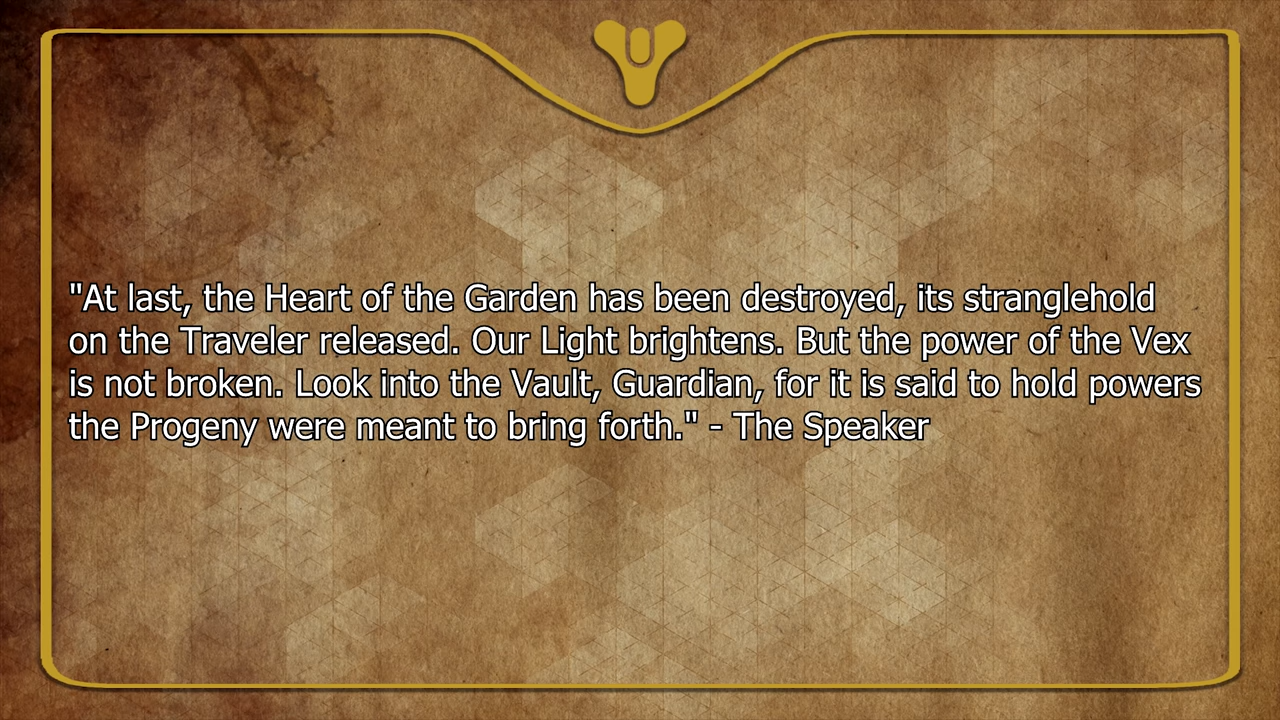 "At last, the Heart of the Garden has been destroyed, its stranglehold
on the Traveler released. Our Light brightens. But the power of the Vex
is not broken. Look into the Vault, Guardian, for it is said to hold powers
the Progeny were meant to bring forth." - The Speaker